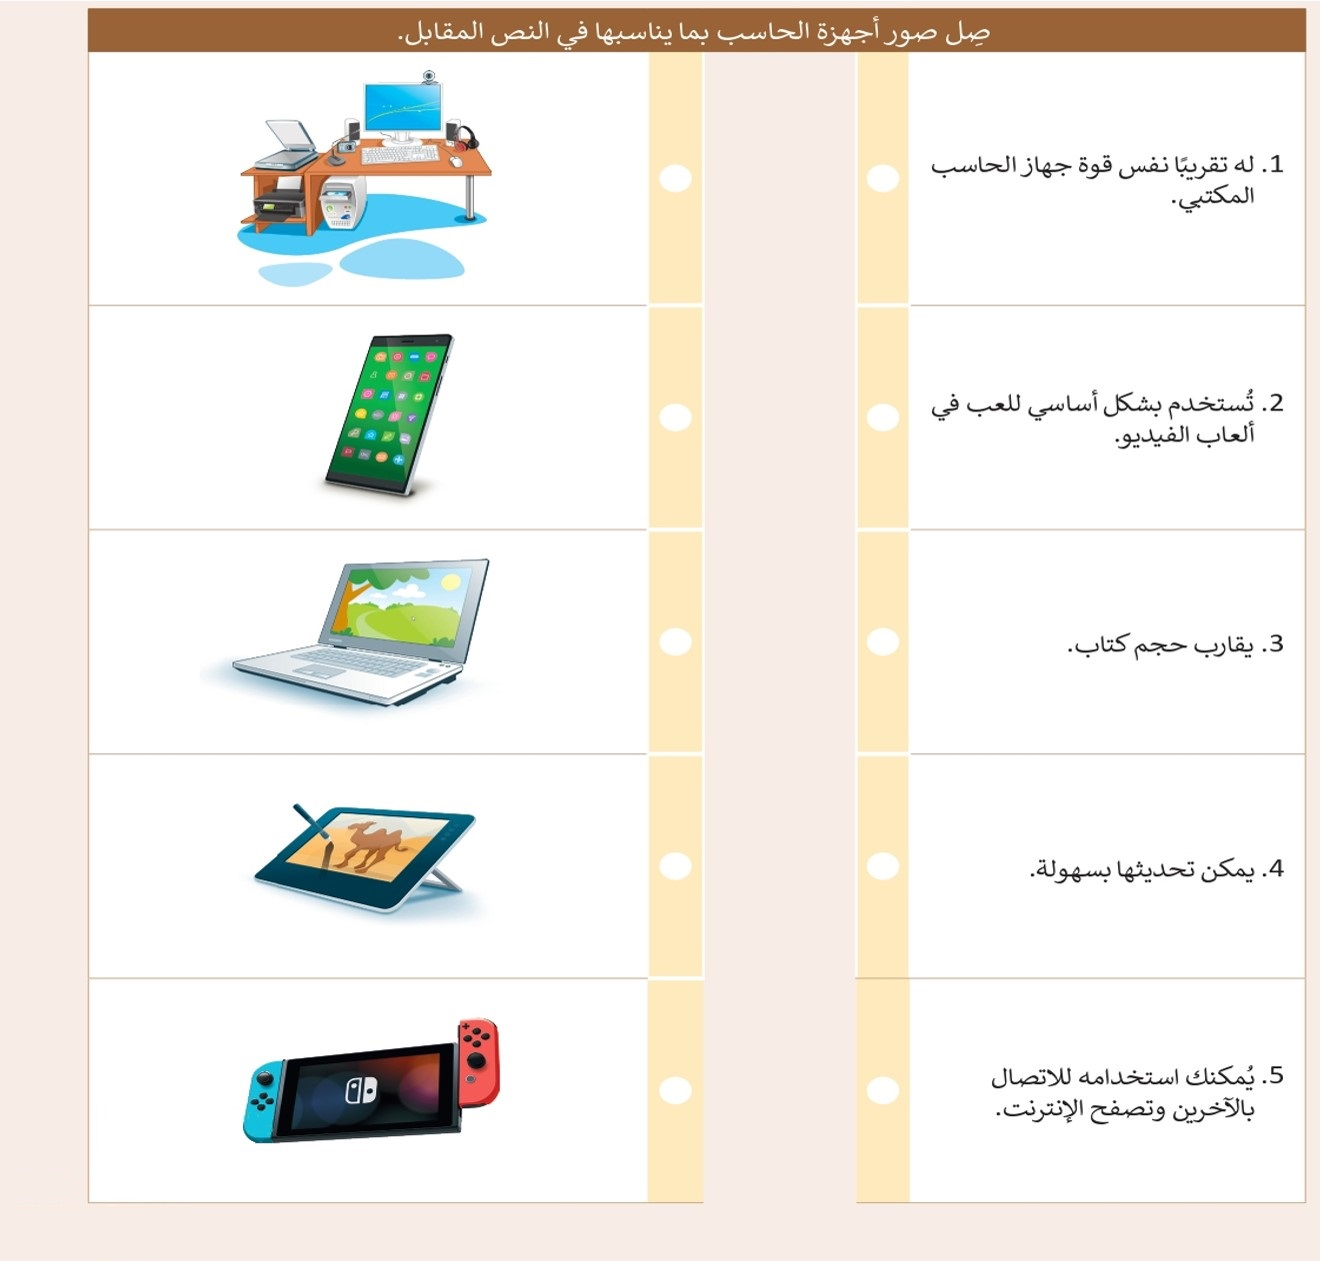 صِل صور أجهزة الحاسب بما يناسبها في النص المقابل.
1. له تقريبًا نفس قوة جهاز الحاسب
المكتبي.
2. تُستخدم بشكل أساسي للعب في
ألعاب الفيديو.
3. يقارب حجم كتاب.
4. يمكن تحديثها بسهولة.
5. يُمكنك استخدامه للاتصال
بالآخرين وتصفح الإنترنت.